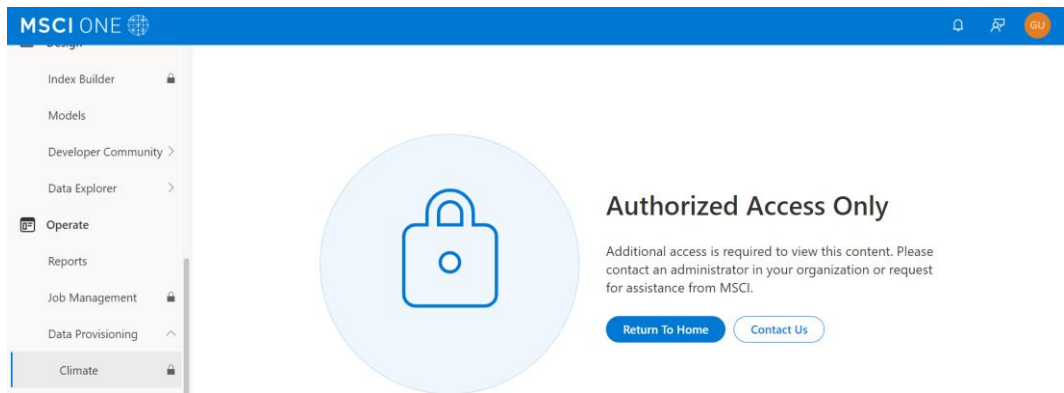 MSCI ONE
GU
Design
Index Builder
Models
Developer Community
Data Explorer
Operate
Reports
Job Management
Data Provisioning
Climate
Authorized Access Only
Additional access is required to view this content. Please
contact an administrator in your organization or request
for assistance from MSCI.
Return To Home
Contact Us